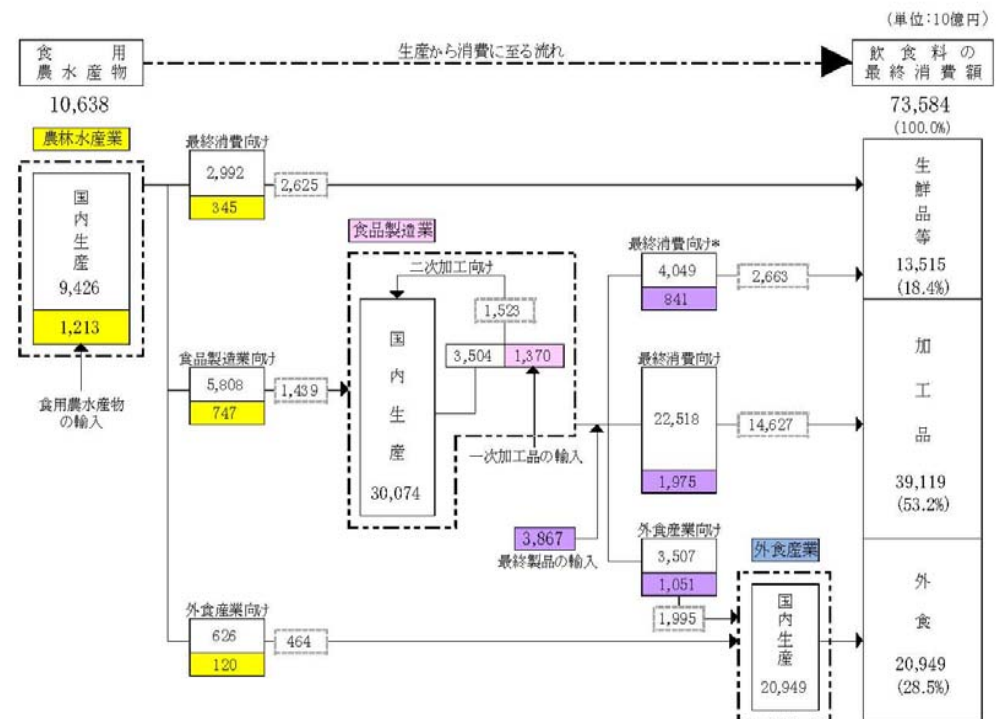 (単位:10億円)
食用
農水産物
生産から消費に至る流れ
飲食料の
最終消費額
10,638
73,584
(100.0%)
農林水産業
国内生産
9,426
1,213
食用農水産物
の輸入
最終消費向け
2,992
345
2,625
食品製造業向け
5,808
747
1,439
外食産業向け
626
120
464
食品製造業
二次加工向け
1,523
国内生産
30,074
3,504
1,370
一次加工品の輸入
3,867
最終製品の輸入
最終消費向け*
4,049
841
2,663
最終消費向け
22,518
1,975
14,627
外食産業向け
3,507
1,051
1,995
外食産業
国内生産
20,949
生鮮品等
13,515
(18.4%)
加工品
39,119
(53.2%)
外食
20,949
(28.5%)